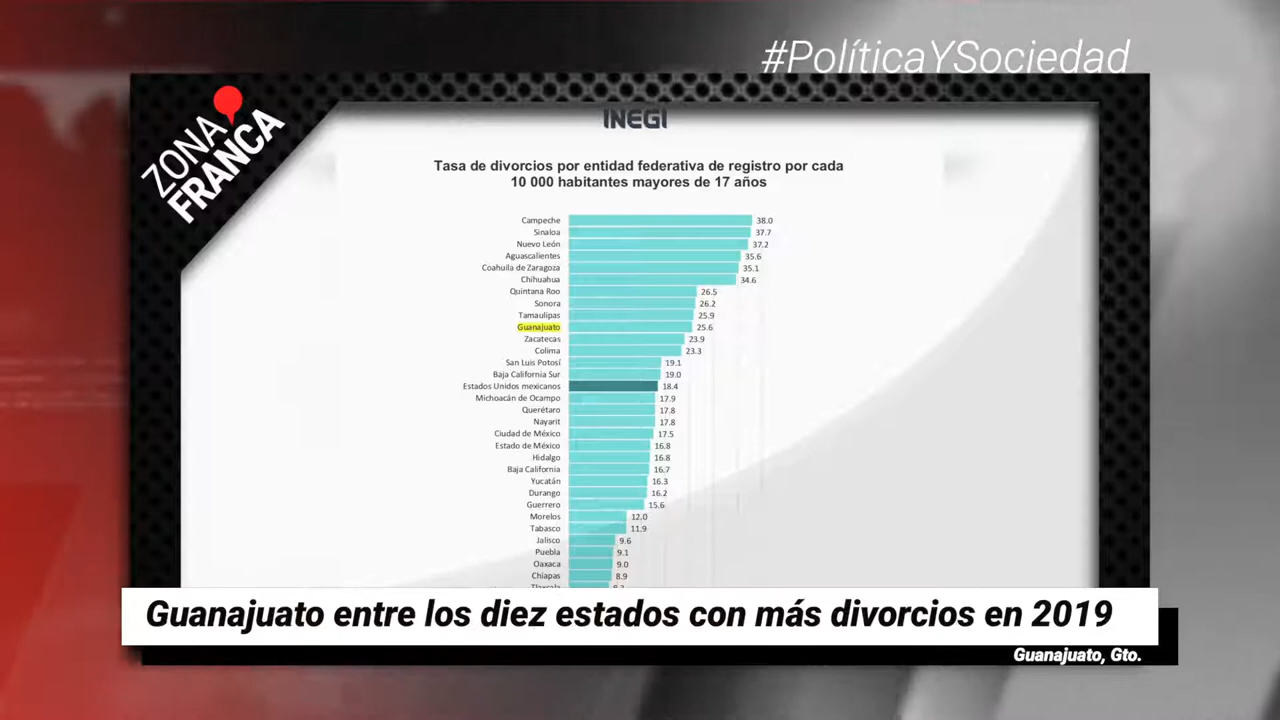 #PolíticaYSociedad
ZONA
FRANCA
INEGI
Tasa de divorcios por entidad federativa de registro por cada
10 000 habitantes mayores de 17 años
Campeche 38.0
Sinaloa 37.7
Nuevo León 37.2
Aguascalientes 35.6
Coahuila de Zaragoza 35.1
Chihuahua 34.6
Quintana Roo 26.5
Sonora 26.2
Tamaulipas 25.9
Guanajuato 25.6
Zacatecas 23.9
Colima 23.3
San Luis Potosí 19.1
Baja California Sur 19.0
Estados Unidos mexicanos 18.4
Michoacán de Ocampo 17.9
Querétaro 17.8
Nayarit 17.8
Ciudad de México 17.5
Estado de México 16.8
Hidalgo 16.8
Baja California 16.7
Yucatán 16.3
Durango 16.2
Guerrero 15.6
Morelos 12.0
Tabasco 11.9
Jalisco 9.6
Puebla 9.1
Oaxaca 9.0
Chiapas 8.9
Tlaxcala
Guanajuato entre los diez estados con más divorcios en 2019
Guanajuato, Gto.